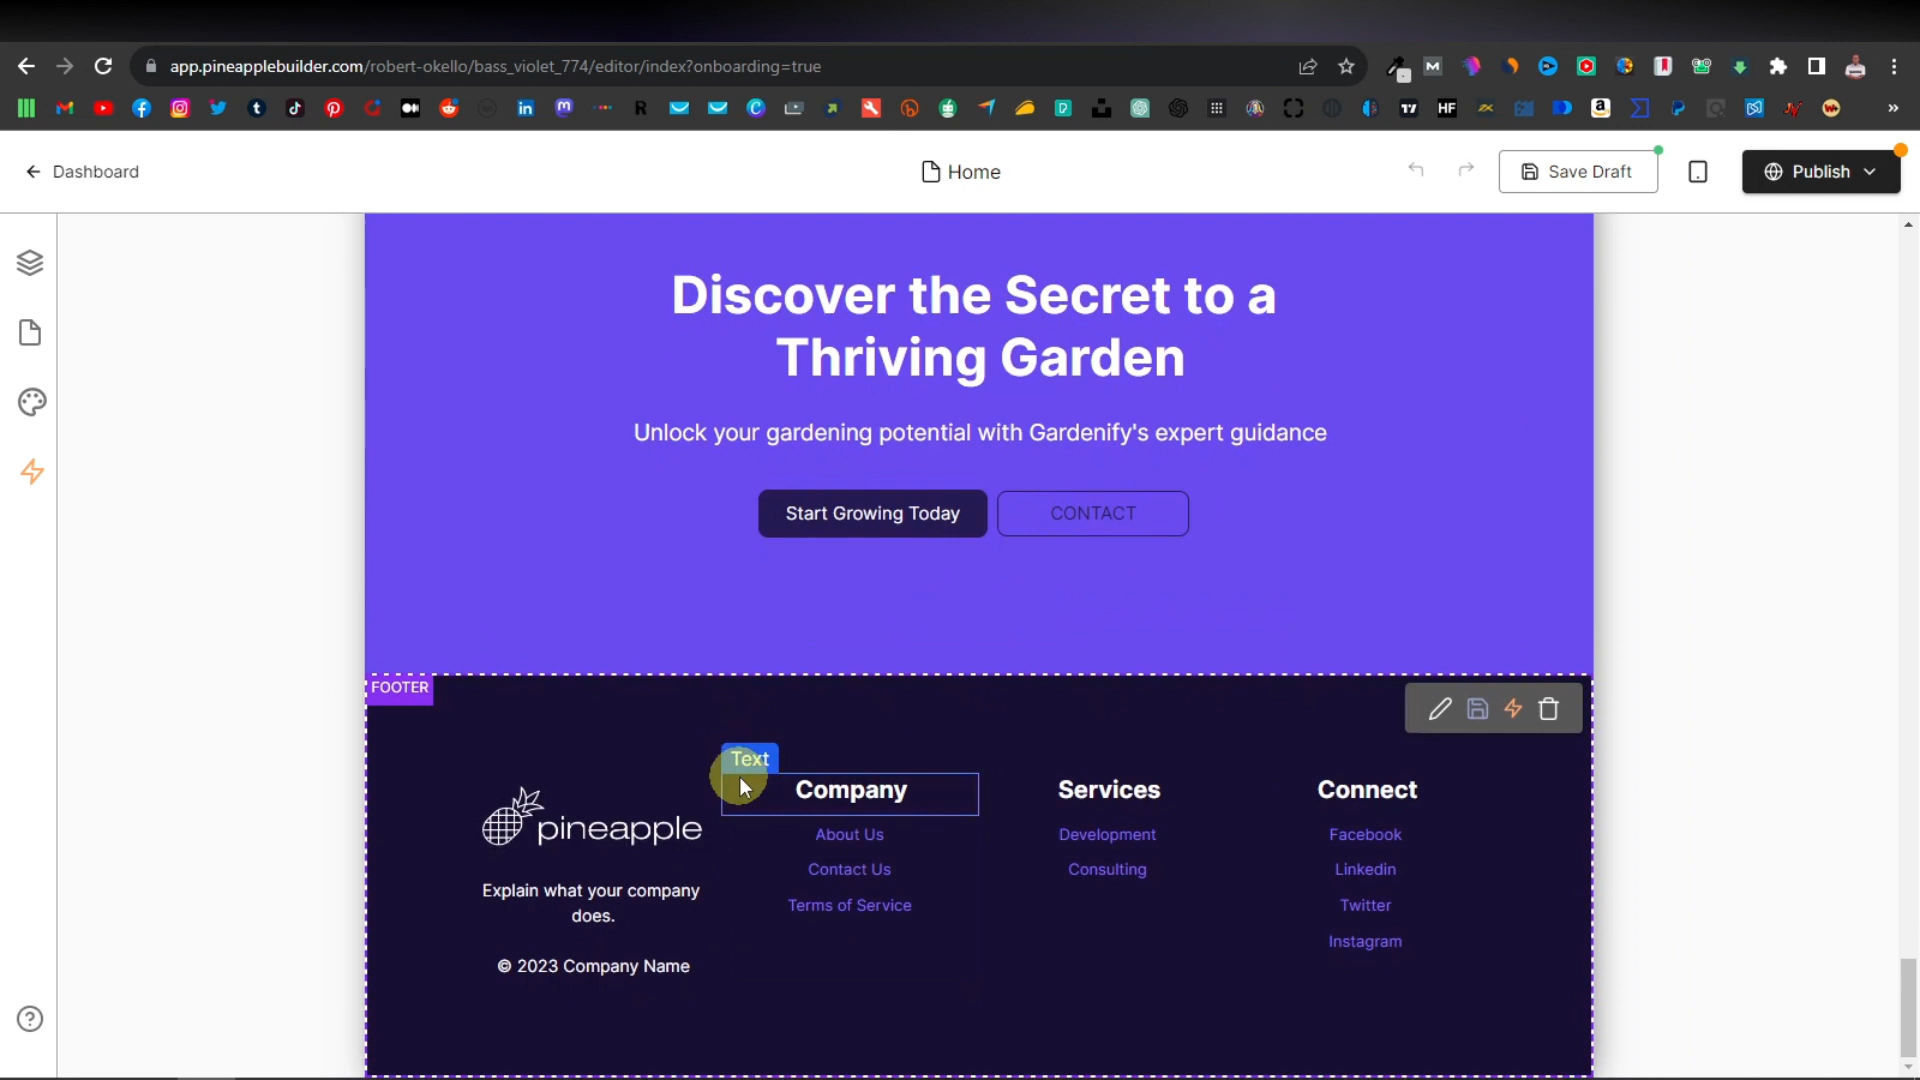 app.pineapplebuilder.com/robert-okello/bass_violet_774/editor/index?onboarding=true
Dashboard
Home
Save Draft
Publish
Discover the Secret to a
Thriving Garden
Unlock your gardening potential with Gardenify's expert guidance
Start Growing Today
CONTACT
FOOTER
Text
pineapple
Explain what your company
does.
© 2023 Company Name
Company
About Us
Contact Us
Terms of Service
Services
Development
Consulting
Connect
Facebook
Linkedin
Twitter
Instagram